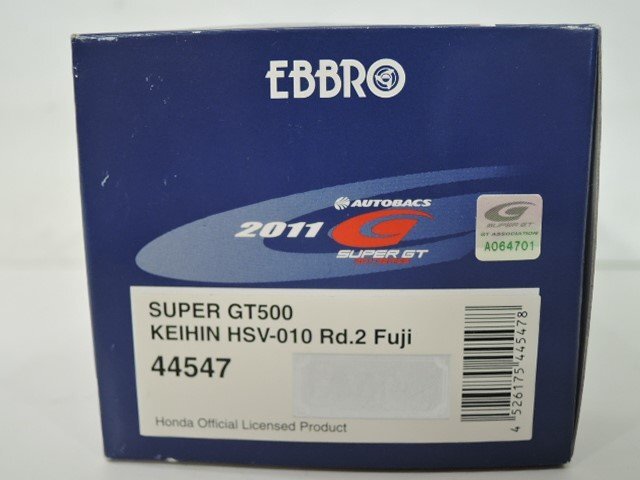 EBBRO
AUTOBACS
2011
SUPER GT
SUPER GT
GT ASSOCIATION
A064701
SUPER GT500
KEIHIN HSV-010 Rd.2 Fuji
44547
Honda Official Licensed Product
4 526175 445478